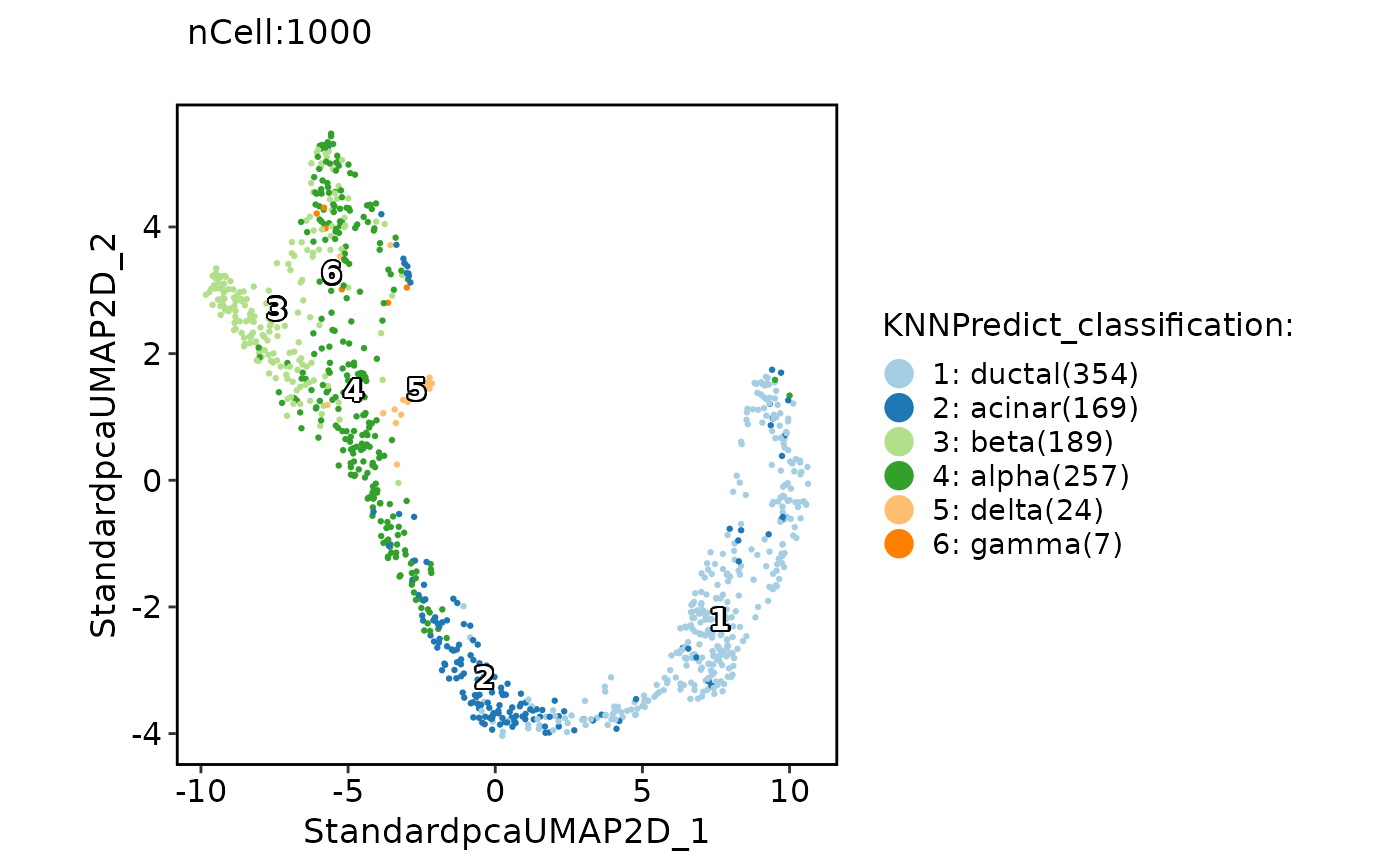 nCell:1000
StandardpcaUMAP2D_2
4
2
0
-2
-4
6
3
4
5
1
2
-10
-5
0
5
10
StandardpcaUMAP2D_1
KNNPredict_classification:
1: ductal(354)
2: acinar(169)
3: beta(189)
4: alpha(257)
5: delta(24)
6: gamma(7)